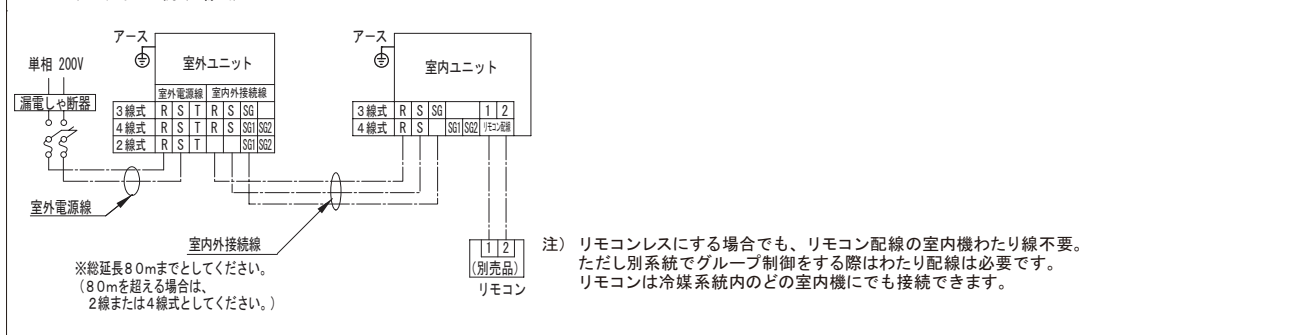 アース
単相 200V
漏電しゃ断器
室外ユニット
室外電源線 室内外接続線
3線式 R S T R S SG
4線式 R S T R S SG1 SG2
2線式 R S T SG1 SG2
室外電源線
室内外接続線
※総延長80mまでとしてください。
(80mを超える場合は、
2線または4線式としてください。)
アース
室内ユニット
3線式 R S SG 1 2
4線式 R S SG1 SG2 リモコン配線
1 2
(別売品)
リモコン
注) リモコンレスにする場合でも、リモコン配線の室内機わたり線不要。
ただし別系統でグループ制御をする際はわたり配線は必要です。
リモコンは冷媒系統内のどの室内機にでも接続できます。